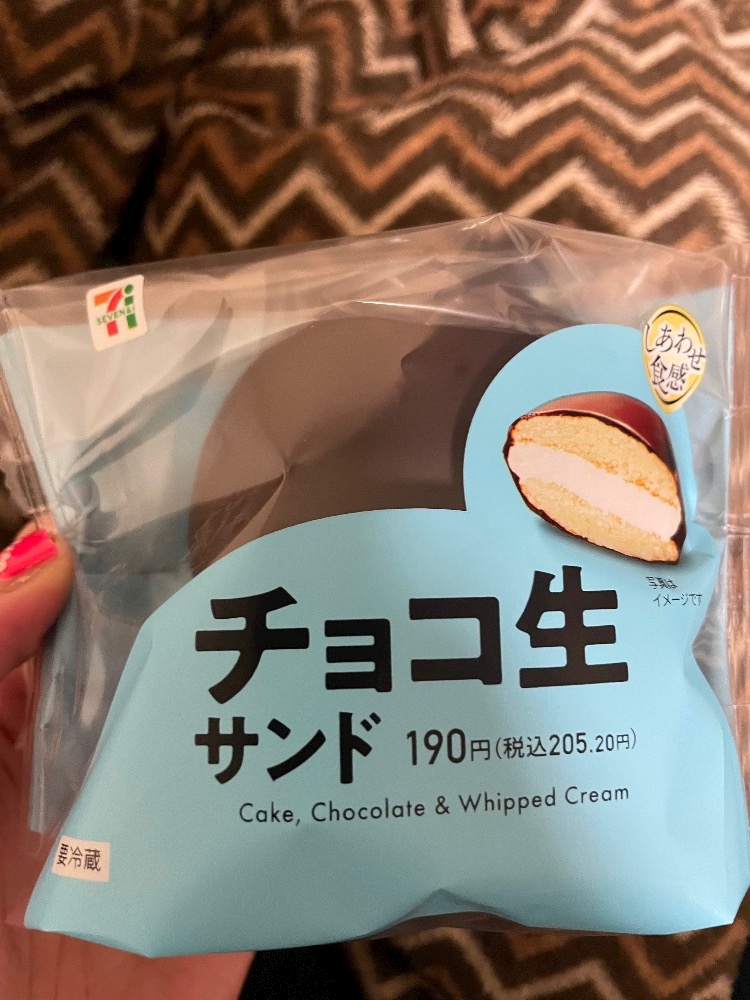 SEVEN&i
しあわせ
食感
写真は
イメージです
チョコ生
サンド 190円(税込205.20円)
Cake, Chocolate & Whipped Cream
要冷蔵